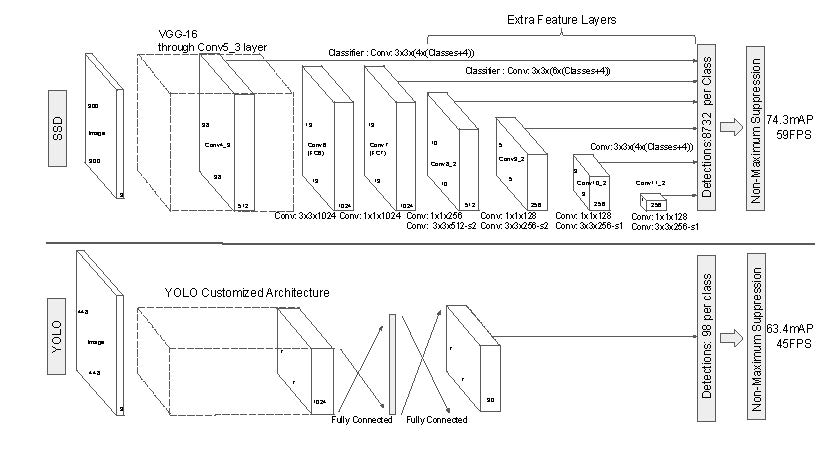 Extra Feature Layers
VGG-16
through Conv5_3 layer
Classifier : Conv: 3x3x(4x(Classes+4))
Classifier : Conv: 3x3x(6x(Classes+4))
SSD
300
Image
300
3
38
Conv4_3
38
512
19
Conv6
(FC6)
19
1024
19
Conv7
(FC7)
19
1024
10
Conv8_2
10
512
5
Conv9_2
5
256
Conv: 3x3x(4x(Classes+4))
3
Conv10_2
3
256
Conv11_2
1
256
Conv: 3x3x1024
Conv: 1x1x1024
Conv: 1x1x256
Conv: 3x3x512-s2
Conv: 1x1x128
Conv: 3x3x256-s2
Conv: 1x1x128
Conv: 3x3x256-s1
Conv: 1x1x128
Conv: 3x3x256-s1
Detections:8732 per Class
Non-Maximum Suppression
74.3mAP
59FPS
YOLO
448
Image
448
3
YOLO Customized Architecture
7
7
1024
Fully Connected
Fully Connected
7
7
30
Detections: 98 per class
Non-Maximum Suppression
63.4mAP
45FPS